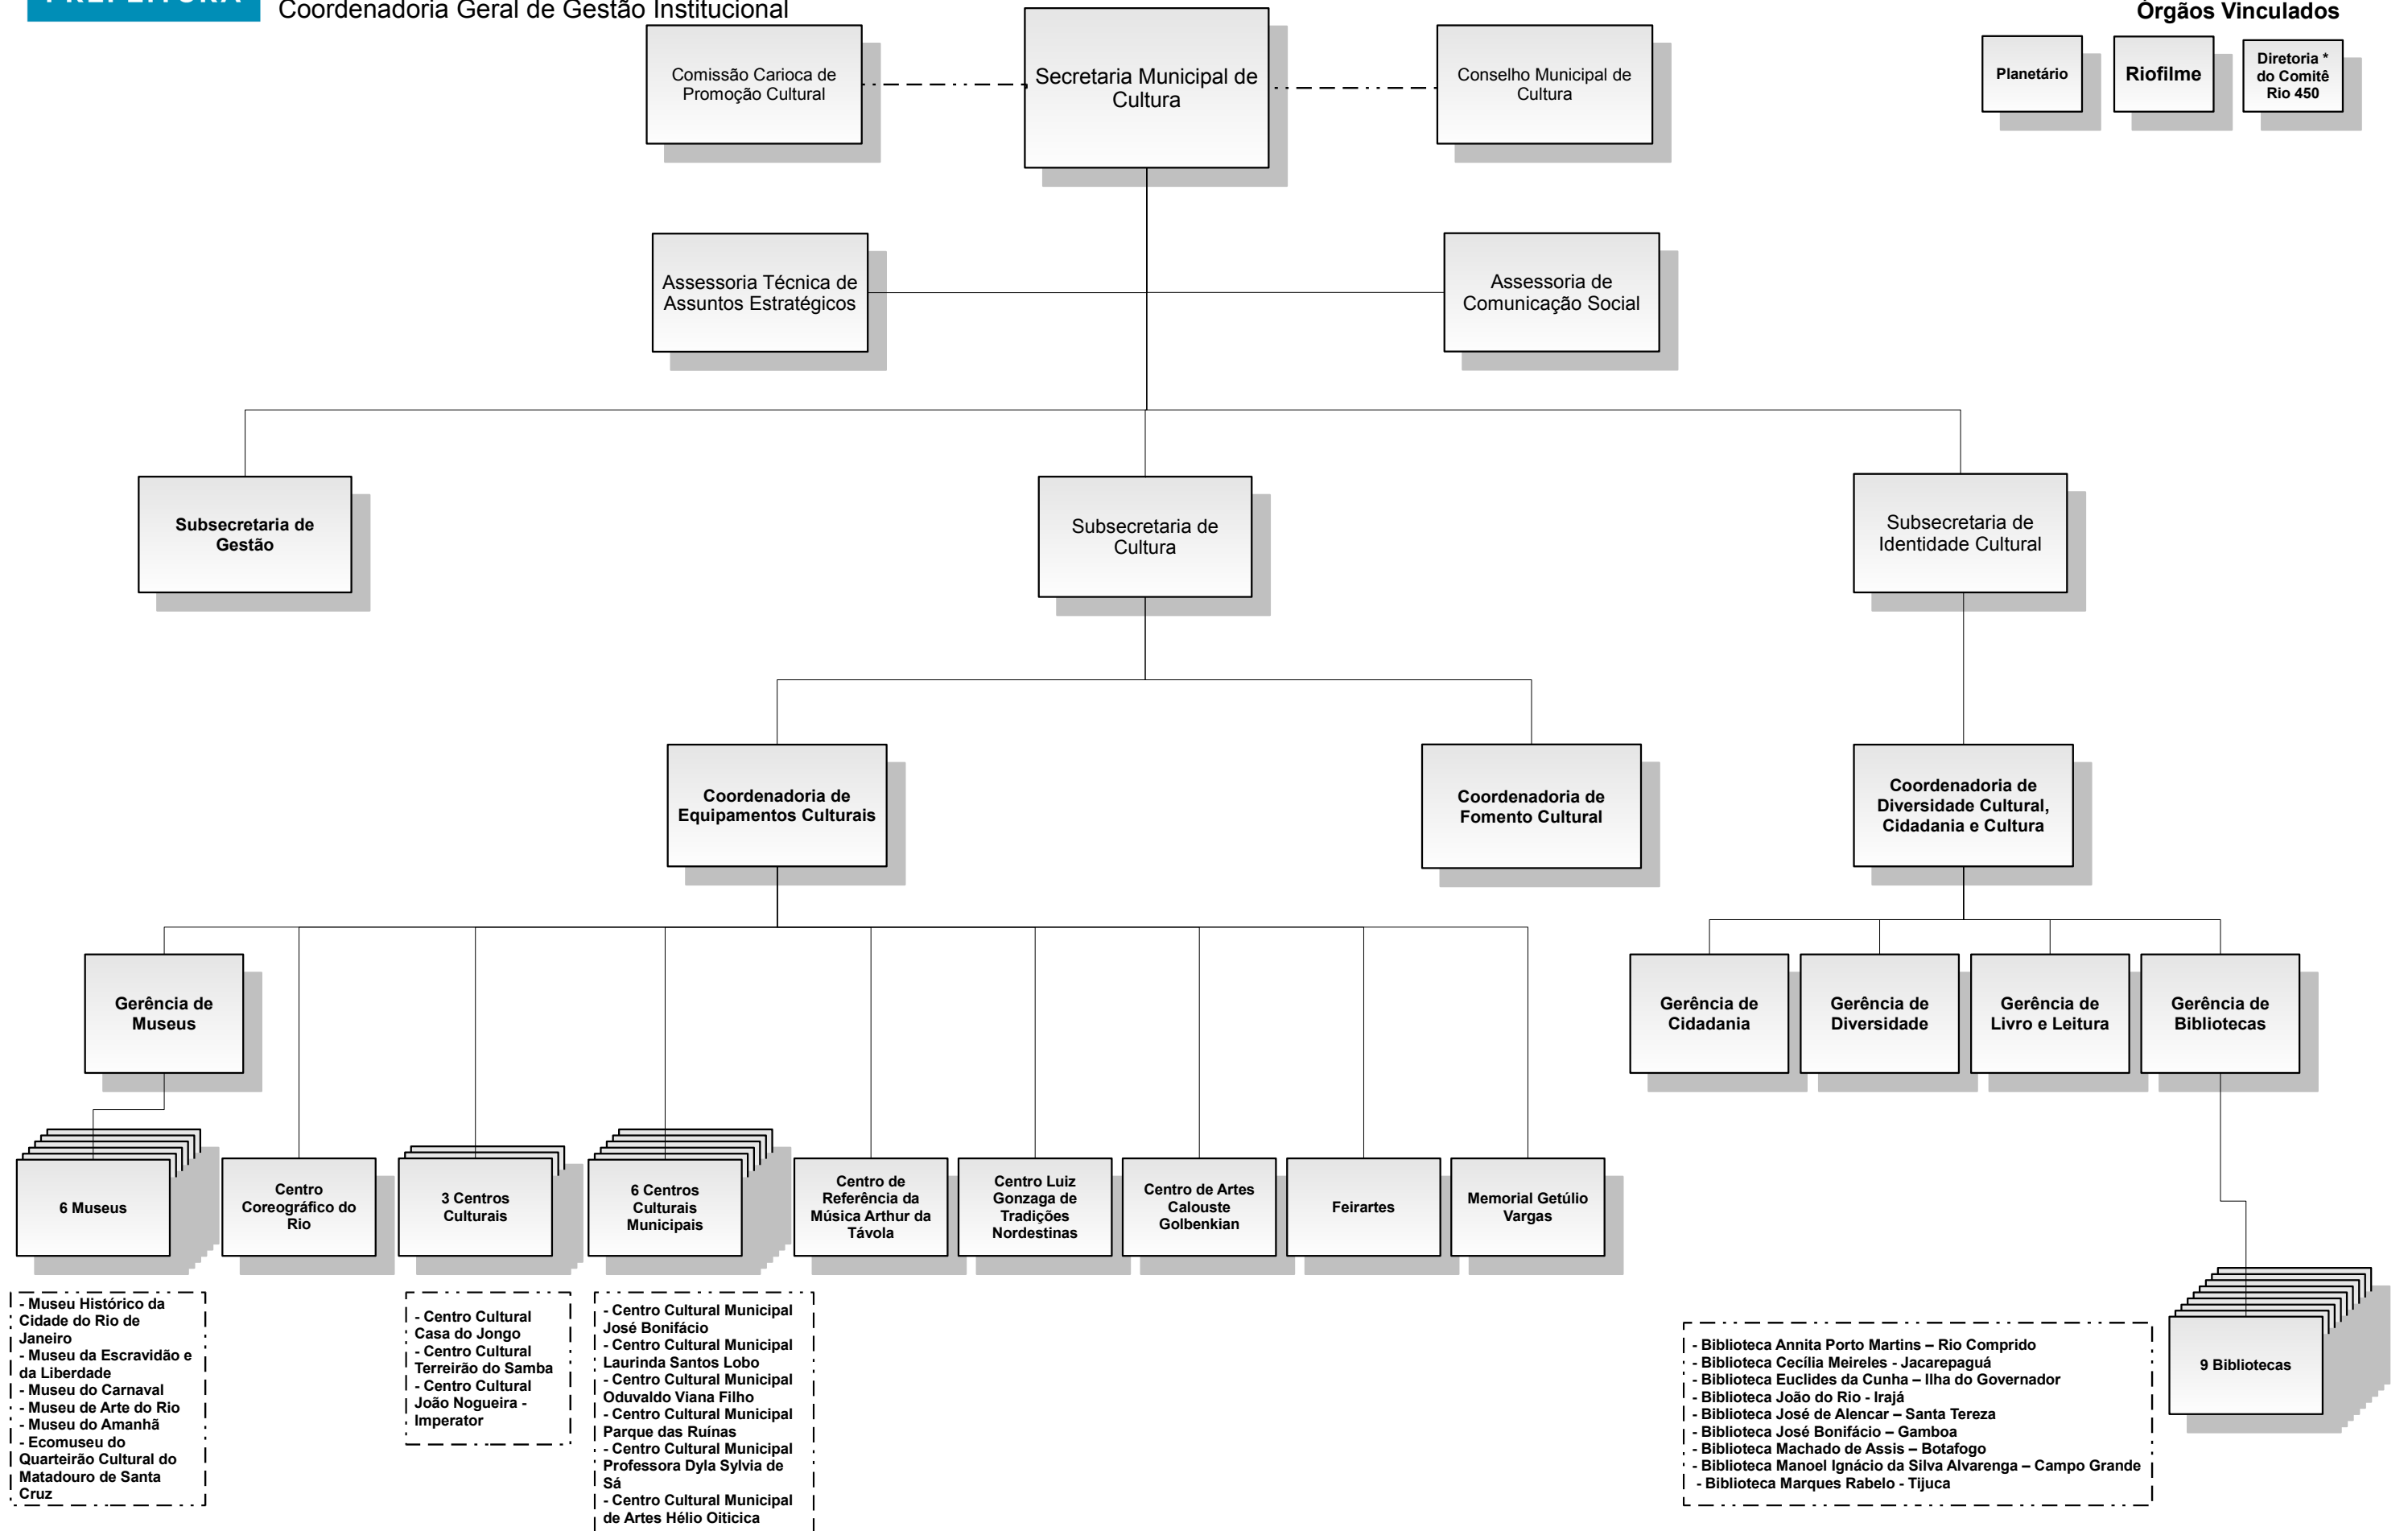 PREFEITURA
Coordenadoria Geral de Gestão Institucional
Órgãos Vinculados
Comissão Carioca de
Promoção Cultural
Secretaria Municipal de
Cultura
Conselho Municipal de
Cultura
Planetário
Riofilme
Diretoria *
do Comitê
Rio 450
Assessoria Técnica de
Assuntos Estratégicos
Assessoria de
Comunicação Social
Subsecretaria de
Gestão
Subsecretaria de
Cultura
Subsecretaria de
Identidade Cultural
Coordenadoria de
Equipamentos Culturais
Coordenadoria de
Fomento Cultural
Coordenadoria de
Diversidade Cultural,
Cidadania e Cultura
Gerência de
Museus
Gerência de
Cidadania
Gerência de
Diversidade
Gerência de
Livro e Leitura
Gerência de
Bibliotecas
6 Museus
Centro
Coreográfico do
Rio
3 Centros
Culturais
6 Centros
Culturais
Municipais
Centro de
Referência da
Música Arthur da
Távola
Centro Luiz
Gonzaga de
Tradições
Nordestinas
Centro de Artes
Calouste
Golbenkian
Feirartes
Memorial Getúlio
Vargas
9 Bibliotecas
- Museu Histórico da
Cidade do Rio de
Janeiro
- Museu da Escravidão e
da Liberdade
- Museu do Carnaval
- Museu de Arte do Rio
- Museu do Amanhã
- Ecomuseu do
Quarteirão Cultural do
Matadouro de Santa
Cruz
- Centro Cultural
Casa do Jongo
- Centro Cultural
Terreirão do Samba
- Centro Cultural
João Nogueira -
Imperator
- Centro Cultural Municipal
José Bonifácio
- Centro Cultural Municipal
Laurinda Santos Lobo
- Centro Cultural Municipal
Oduvaldo Viana Filho
- Centro Cultural Municipal
Parque das Ruínas
- Centro Cultural Municipal
Professora Dyla Sylvia de
Sá
- Centro Cultural Municipal
de Artes Hélio Oiticica
- Biblioteca Annita Porto Martins – Rio Comprido
- Biblioteca Cecília Meireles - Jacarepaguá
- Biblioteca Euclides da Cunha – Ilha do Governador
- Biblioteca João do Rio - Irajá
- Biblioteca José de Alencar – Santa Tereza
- Biblioteca José Bonifácio – Gamboa
- Biblioteca Machado de Assis – Botafogo
- Biblioteca Manoel Ignácio da Silva Alvarenga – Campo Grande
- Biblioteca Marques Rabelo - Tijuca